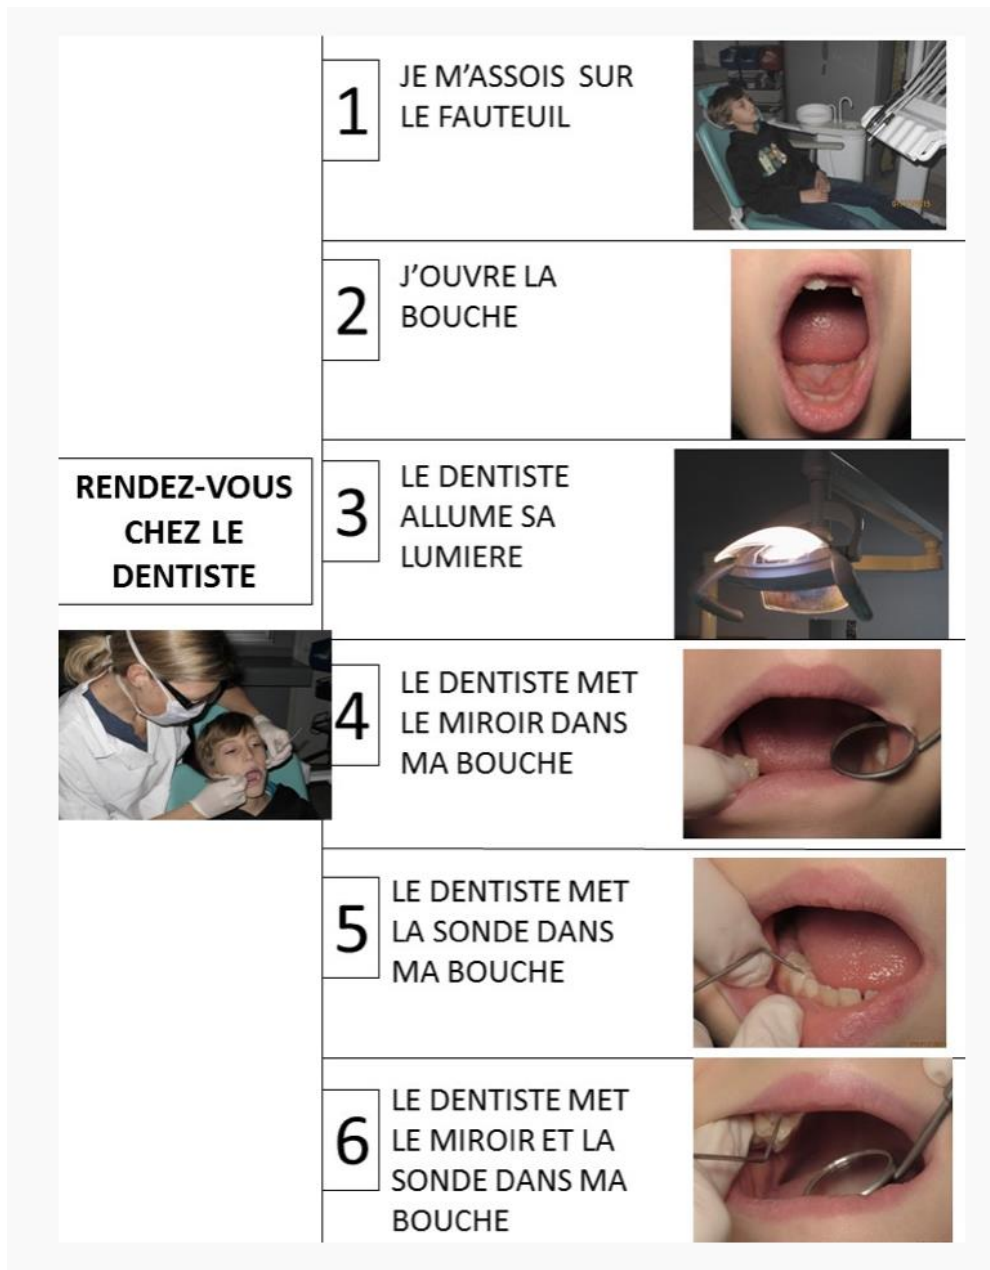 1
JE M’ASSOIS SUR
LE FAUTEUIL
2
J’OUVRE LA
BOUCHE
RENDEZ-VOUS
CHEZ LE
DENTISTE
3
LE DENTISTE
ALLUME SA
LUMIERE
4
LE DENTISTE MET
LE MIROIR DANS
MA BOUCHE
5
LE DENTISTE MET
LA SONDE DANS
MA BOUCHE
6
LE DENTISTE MET
LE MIROIR ET LA
SONDE DANS MA
BOUCHE